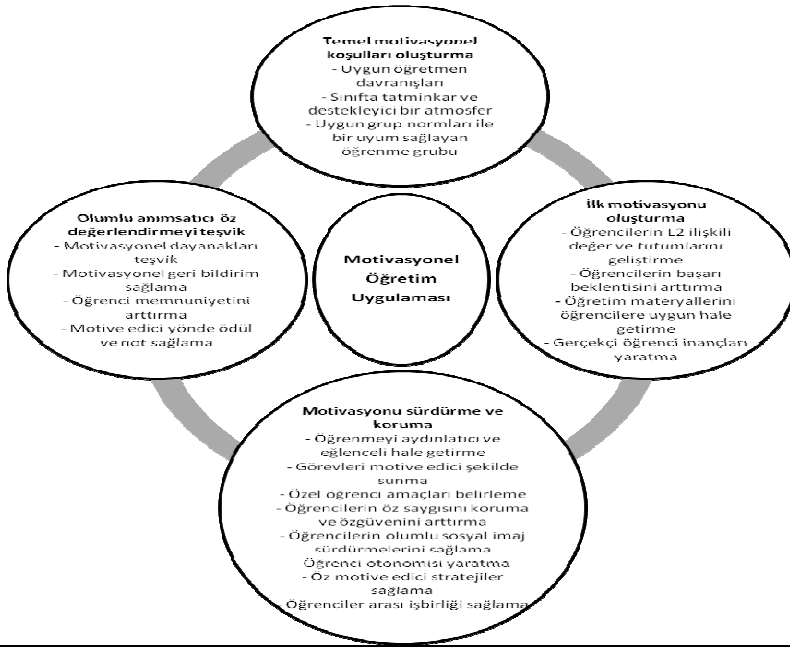 Temel motivasyonel
koşulları oluşturma
- Uygun öğretmen
davranışları
- Sınıfta tatminkar ve
destekleyici bir atmosfer
- Uygun grup normları ile
bir uyum sağlayan
öğrenme grubu
Olumlu anımsatıcı öz
değerlendirmeyi teşvik
- Motivasyonel dayanakları
teşvik
- Motivasyonel geri bildirim
sağlama
- Öğrenci memnuniyetini
arttırma
- Motive edici yönde ödül
ve not sağlama
Motivasyonel
Öğretim
Uygulaması
İlk motivasyonu
oluşturma
- Öğrencilerin L2 ilişkili
değer ve tutumlarını
geliştirme
- Öğrencilerin başarı
beklentisini arttırma
- Öğretim materyallerini
öğrencilere uygun hale
getirme
- Gerçekçi öğrenci inançları
yaratma
Motivasyonu sürdürme ve
koruma
- Öğrenmeyi aydınlatıcı ve
eğlenceli hale getirme
- Görevleri motive edici şekilde
sunma
- Özel öğrenci amaçları belirleme
- Öğrencilerin öz saygısını koruma
ve özgüvenini arttırma
- Öğrencilerin olumlu sosyal imaj
sürdürmelerini sağlama
Öğrenci otonomisi yaratma
- Öz motive edici stratejiler
sağlama
Öğrenciler arası işbirliği sağlama